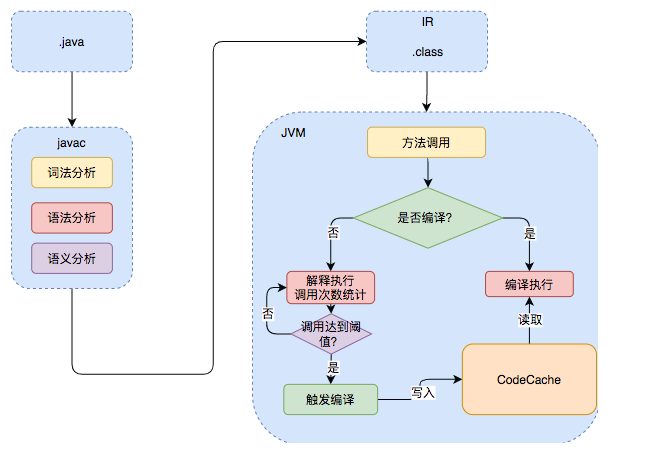 .java
javac
词法分析
语法分析
语义分析
IR
.class
JVM
方法调用
是否编译?
否
是
解释执行
调用次数统计
编译执行
否
调用达到阈
值?
读取
是
CodeCache
触发编译
写入